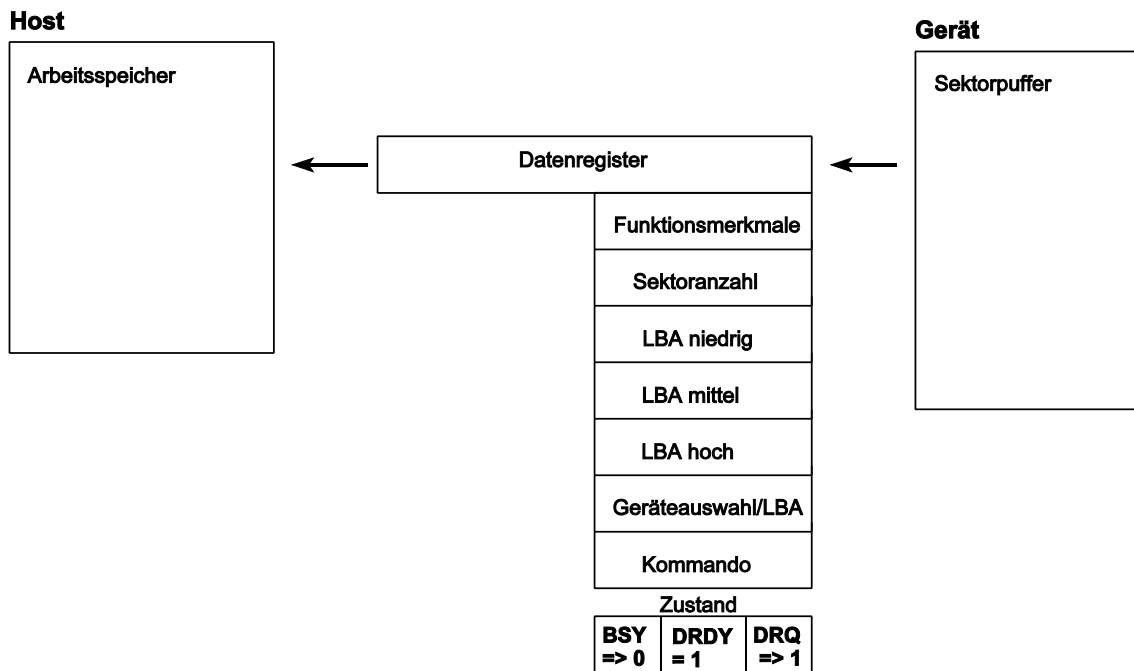 Host
Gerät
Arbeitsspeicher
Sektorpuffer
Datenregister
Funktionsmerkmale
Sektoranzahl
LBA niedrig
LBA mittel
LBA hoch
Geräteauswahl/LBA
Kommando
Zustand
BSY DRDY DRQ
=> 0 = 1 => 1